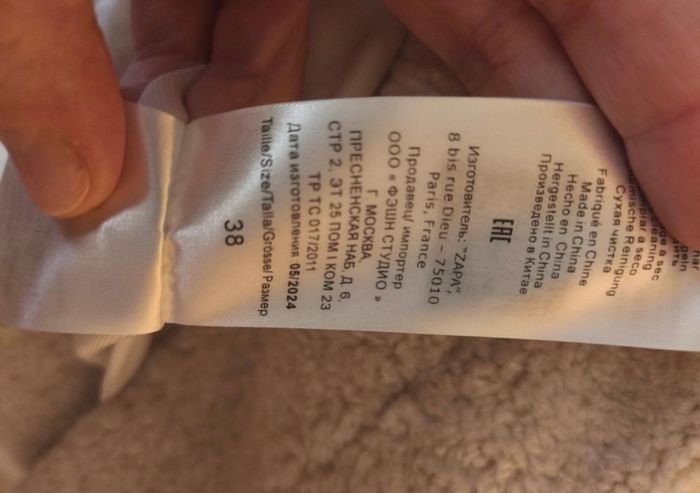 à sec
cleaning
a seco
Reinigung
Сухая чистка
Fabriqué en Chine
Made in China
Hecho en China
Hergestellt in China
Произведено в Китае
EAC
Изготовитель: "ZAPA",
8 bis rue Dieu - 75010
Paris, France
Продавец/ импортер
ООО « ФЭШН СТУДИО »
Г МОСКВА,
ПРЕСНЕНСКАЯ НАБ, Д. 6,
СТР 2, ЭТ 25 ПОМ I КОМ 23
ТР ТС 017/2011
Дата изготовления 05/2024
Taille/Size/Talla/Grösse/Размер
38